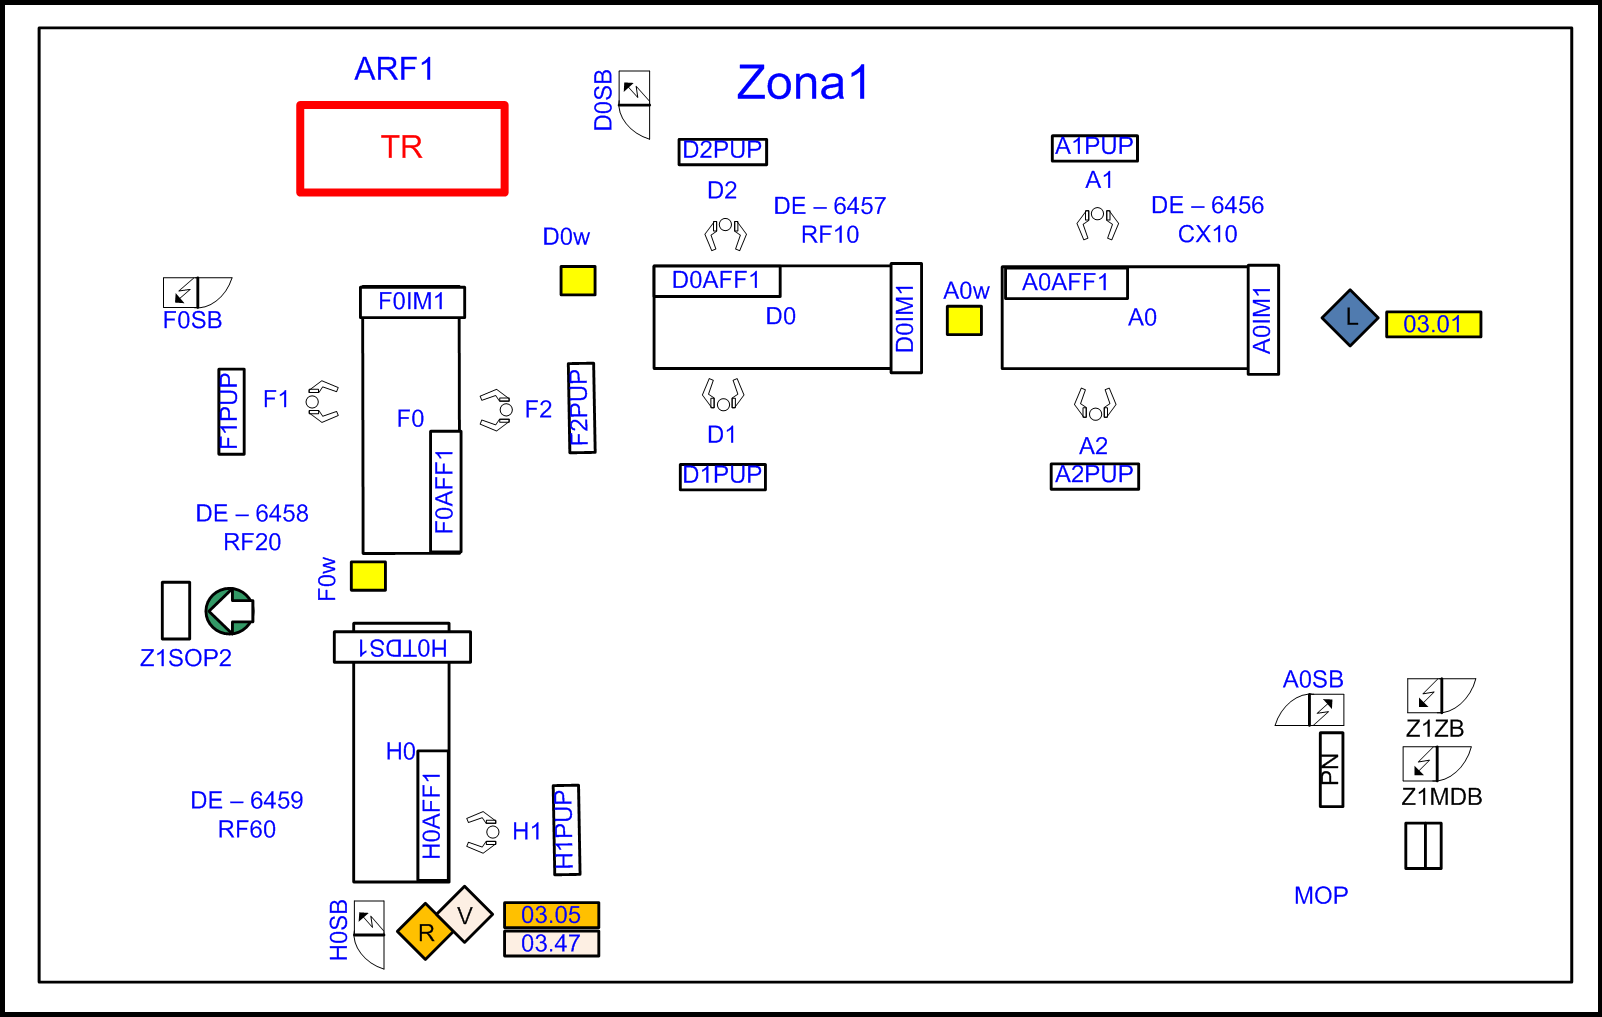 ARF1
TR
D0SB
Zona1
D2PUP
D2
DE – 6457
RF10
A1PUP
A1
DE – 6456
CX10
D0w
D0AFF1
D0
D0IM1
A0w
A0AFF1
A0
A0IM1
L
03.01
F0SB
F0IM1
F1PUP
F1
F0
F2
F2PUP
F0AFF1
D1
D1PUP
A2
A2PUP
DE – 6458
RF20
F0w
Z1SOP2
H0TDS1
H0
H0AFF1
DE – 6459
RF60
H1
H1PUP
H0SB
R
V
03.05
03.47
A0SB
PN
Z1ZB
Z1MDB
MOP